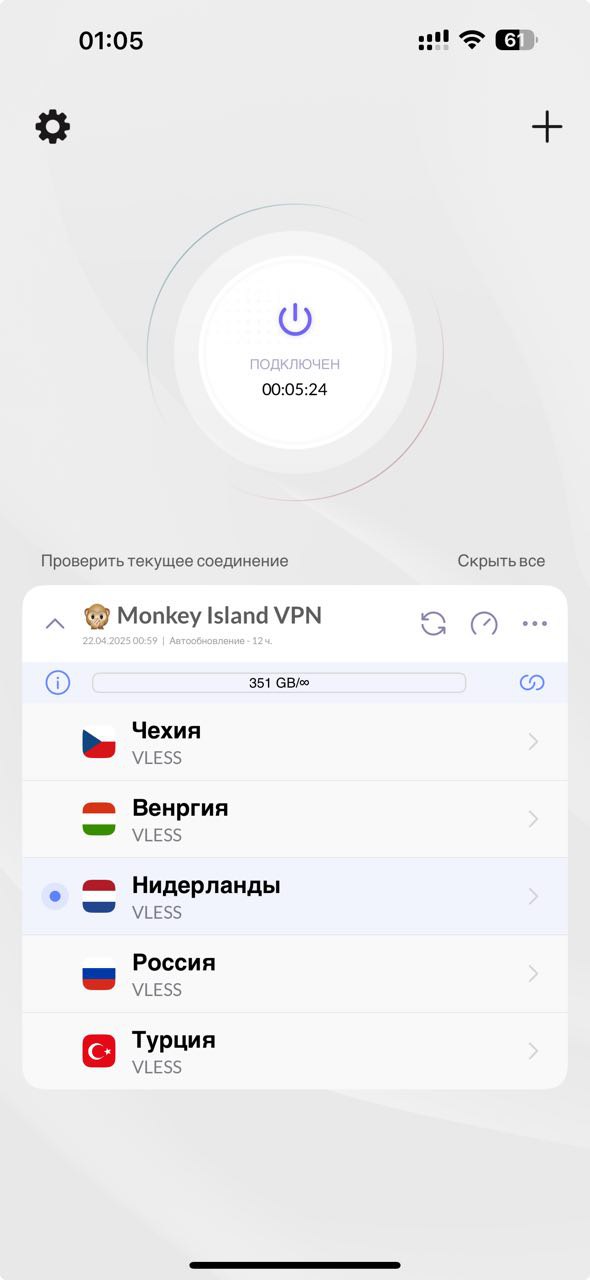 01:05
61
ПОДКЛЮЧЕН
00:05:24
Проверить текущее соединение
Скрыть все
Monkey Island VPN
22.04.2025 00:59 | Автообновление - 12 ч.
351 GB/∞
Чехия
VLESS
Венгрия
VLESS
Нидерланды
VLESS
Россия
VLESS
Турция
VLESS